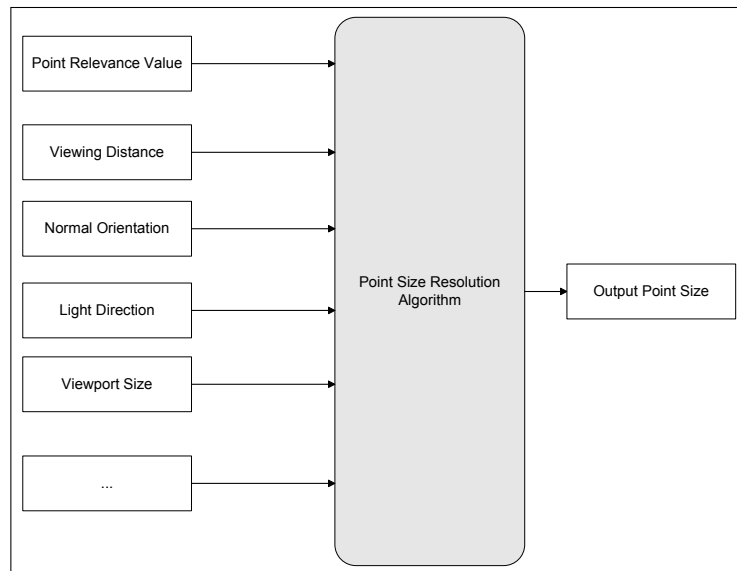 Point Relevance Value
Viewing Distance
Normal Orientation
Light Direction
Viewport Size
...
Point Size Resolution
Algorithm
Output Point Size